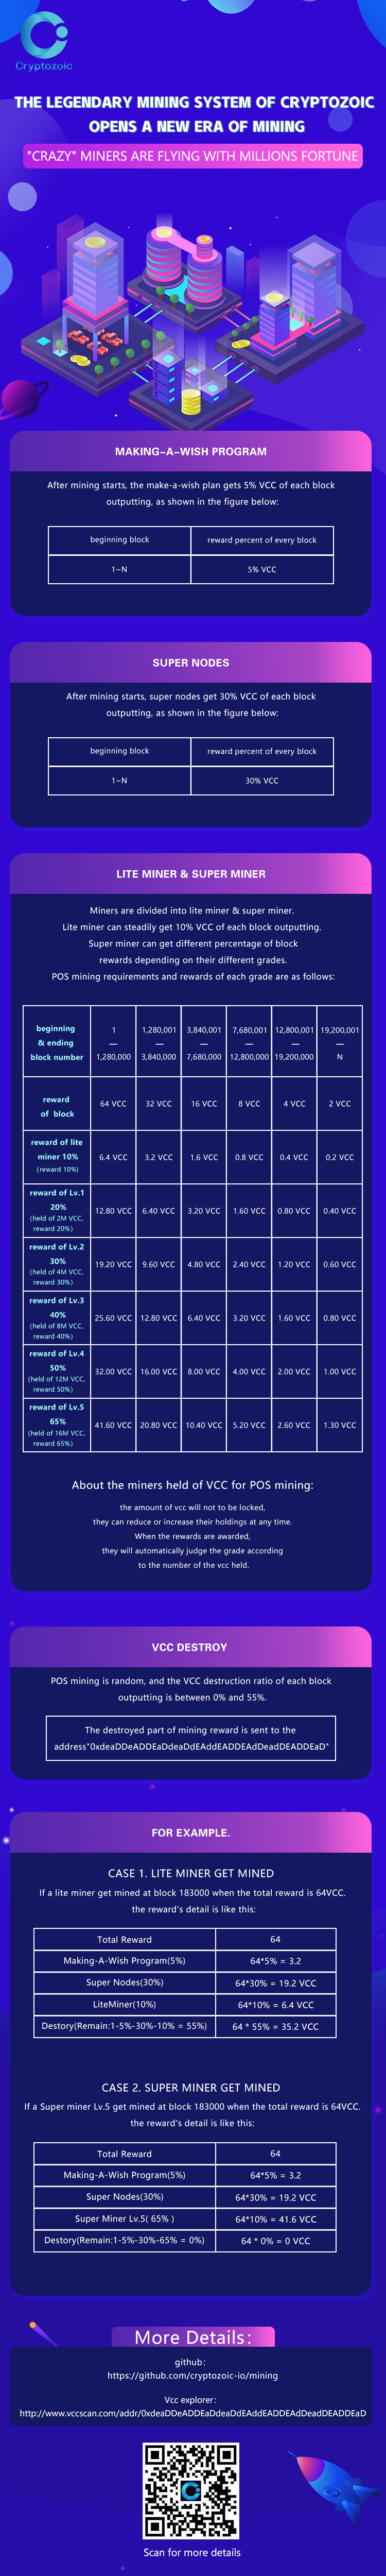 Cryptozoic
THE LEGENDARY MINING SYSTEM OF CRYPTOZOIC
OPENS A NEW ERA OF MINING
"CRAZY" MINERS ARE FLYING WITH MILLIONS FORTUNE
MAKING-A-WISH PROGRAM
After mining starts, the make-a-wish plan gets 5% VCC of each block
outputting, as shown in the figure below:
beginning block reward percent of every block
1~N 5% VCC
SUPER NODES
After mining starts, super nodes get 30% VCC of each block
outputting, as shown in the figure below:
beginning block reward percent of every block
1~N 30% VCC
LITE MINER & SUPER MINER
Miners are divided into lite miner & super miner.
Lite miner can steadily get 10% VCC of each block outputting.
Super miner can get different percentage of block
rewards depending on their different grades.
POS mining requirements and rewards of each grade are as follows:
beginning 1 1,280,001 3,840,001 7,680,001 12,800,001 19,200,001
& ending — — — — — —
block number 1,280,000 3,840,000 7,680,000 12,800,000 19,200,000 N
reward
of block 64 VCC 32 VCC 16 VCC 8 VCC 4 VCC 2 VCC
reward of lite
miner 10% 6.4 VCC 3.2 VCC 1.6 VCC 0.8 VCC 0.4 VCC 0.2 VCC
(reward 10%)
reward of Lv.1
20% 12.80 VCC 6.40 VCC 3.20 VCC 1.60 VCC 0.80 VCC 0.40 VCC
(held of 2M VCC,
reward 20%)
reward of Lv.2
30% 19.20 VCC 9.60 VCC 4.80 VCC 2.40 VCC 1.20 VCC 0.60 VCC
(held of 4M VCC,
reward 30%)
reward of Lv.3
40% 25.60 VCC 12.80 VCC 6.40 VCC 3.20 VCC 1.60 VCC 0.80 VCC
(held of 8M VCC,
reward 40%)
reward of Lv.4
50% 32.00 VCC 16.00 VCC 8.00 VCC 4.00 VCC 2.00 VCC 1.00 VCC
(held of 12M VCC,
reward 50%)
reward of Lv.5
65% 41.60 VCC 20.80 VCC 10.40 VCC 5.20 VCC 2.60 VCC 1.30 VCC
(held of 16M VCC,
reward 65%)
About the miners held of VCC for POS mining:
the amount of vcc will not to be locked,
they can reduce or increase their holdings at any time.
When the rewards are awarded,
they will automatically judge the grade according
to the number of the vcc held.
VCC DESTROY
POS mining is random, and the VCC destruction ratio of each block
outputting is between 0% and 55%.
The destroyed part of mining reward is sent to the
address"0xdeaDDeADDEaDdeaDdEAddEADDEAdDeadDEADDEaD"
FOR EXAMPLE.
CASE 1. LITE MINER GET MINED
If a lite miner get mined at block 183000 when the total reward is 64VCC.
the reward's detail is like this:
Total Reward 64
Making-A-Wish Program(5%) 64*5% = 3.2
Super Nodes(30%) 64*30% = 19.2 VCC
LiteMiner(10%) 64*10% = 6.4 VCC
Destory(Remain:1-5%-30%-10% = 55%) 64 * 55% = 35.2 VCC
CASE 2. SUPER MINER GET MINED
If a Super miner Lv.5 get mined at block 183000 when the total reward is 64VCC.
the reward's detail is like this:
Total Reward 64
Making-A-Wish Program(5%) 64*5% = 3.2
Super Nodes(30%) 64*30% = 19.2 VCC
Super Miner Lv.5( 65% ) 64*10% = 41.6 VCC
Destory(Remain:1-5%-30%-65% = 0%) 64 * 0% = 0 VCC
More Details:
github:
https://github.com/cryptozoic-io/mining
Vcc explorer:
http://www.vccscan.com/addr/0xdeaDDeADDEaDdeaDdEAddEADDEAdDeadDEADDEaD
Scan for more details